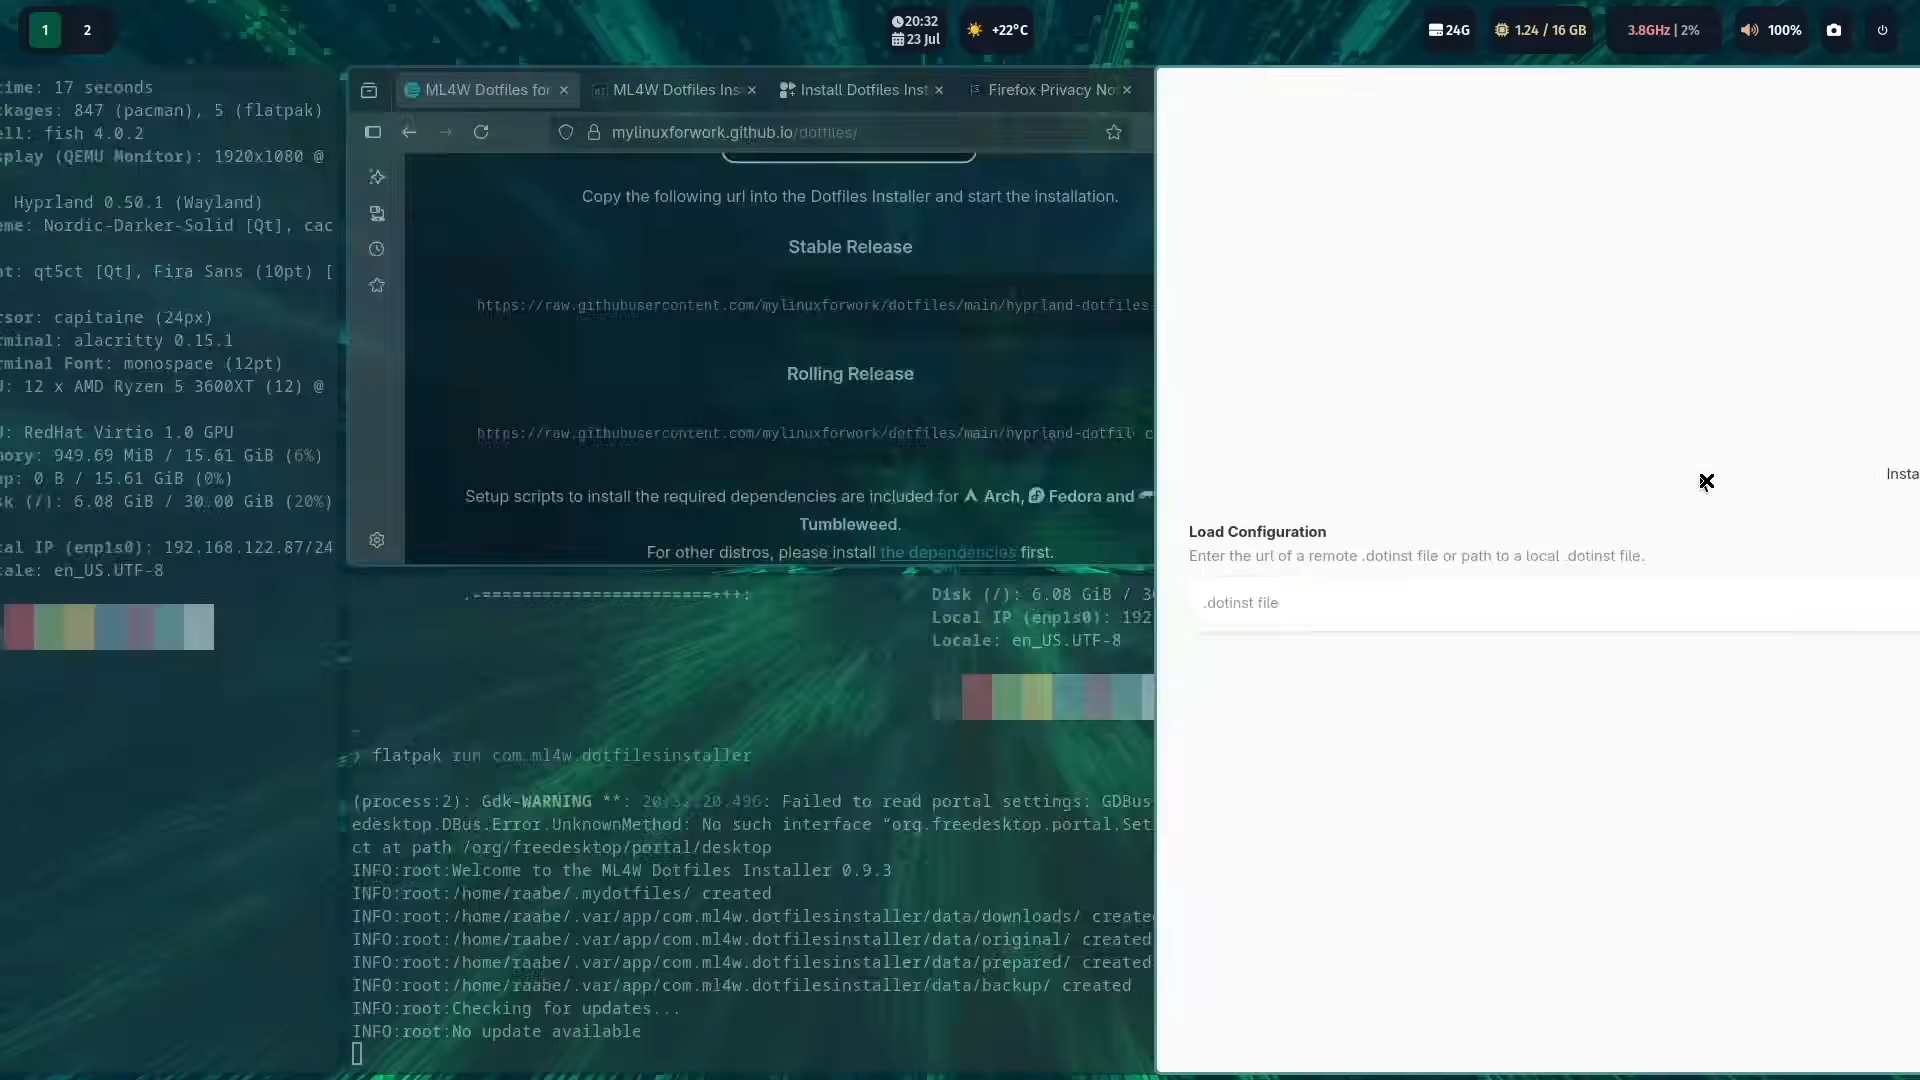 1 2
20:32
23 Jul
+22°C
24G
1.24 / 16 GB
3.8GHz | 2%
100%
time: 17 seconds
ckages: 847 (pacman), 5 (flatpak)
ell: fish 4.0.2
splay (QEMU Monitor): 1920x1080 @
Hyprland 0.50.1 (Wayland)
eme: Nordic-Darker-Solid [Qt], cac
nt: qt5ct [Qt], Fira Sans (10pt) [
rsor: capitaine (24px)
rminal: alacritty 0.15.1
rminal Font: monospace (12pt)
U: 12 x AMD Ryzen 5 3600XT (12) @
U: RedHat Virtio 1.0 GPU
mory: 949.69 MiB / 15.61 GiB (6%)
ap: 0 B / 15.61 GiB (0%)
sk (/): 6.08 GiB / 30.00 GiB (20%)
cal IP (enp1s0): 192.168.122.87/24
cale: en_US.UTF-8
ML4W Dotfiles for
ML4W Dotfiles Ins
Install Dotfiles Inst
Firefox Privacy No
mylinuxforwork.github.io/dotfiles/
Copy the following url into the Dotfiles Installer and start the installation.
Stable Release
https://raw.githubusercontent.com/mylinuxforwork/dotfiles/main/hyprland-dotfiles-
Rolling Release
https://raw.githubusercontent.com/mylinuxforwork/dotfiles/main/hyprland-dotfil
Setup scripts to install the required dependencies are included for Arch, Fedora and
Tumbleweed.
For other distros, please install the dependencies first.
.-=======================+++:
Disk (/): 6.08 GiB / 30
Local IP (enp1s0): 192
Locale: en_US.UTF-8
❯ flatpak run com.ml4w.dotfilesinstaller
(process:2): Gdk-WARNING **: 20:32:20.496: Failed to read portal settings: GDBus
edesktop.DBus.Error.UnknownMethod: No such interface “org.freedesktop.portal.Set
ct at path /org/freedesktop/portal/desktop
INFO:root:Welcome to the ML4W Dotfiles Installer 0.9.3
INFO:root:/home/raabe/.mydotfiles/ created
INFO:root:/home/raabe/.var/app/com.ml4w.dotfilesinstaller/data/downloads/ create
INFO:root:/home/raabe/.var/app/com.ml4w.dotfilesinstaller/data/original/ created
INFO:root:/home/raabe/.var/app/com.ml4w.dotfilesinstaller/data/prepared/ created
INFO:root:/home/raabe/.var/app/com.ml4w.dotfilesinstaller/data/backup/ created
INFO:root:Checking for updates...
INFO:root:No update available
Insta
Load Configuration
Enter the url of a remote .dotinst file or path to a local .dotinst file.
.dotinst file